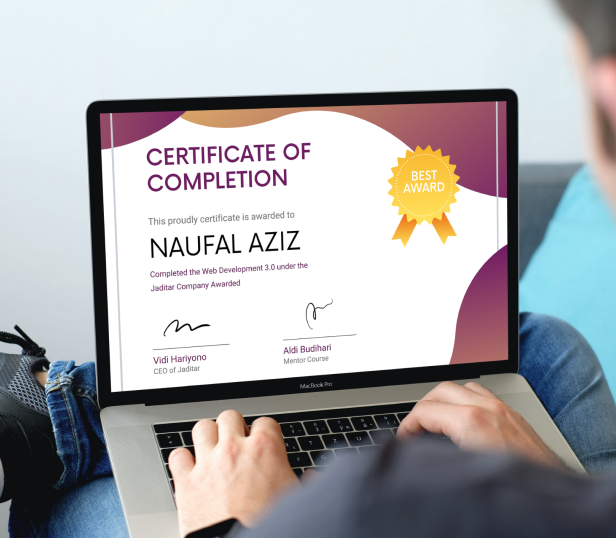 CERTIFICATE OF
COMPLETION
BEST
AWARD
This proudly certificate is awarded to
NAUFAL AZIZ
Completed the Web Development 3.0 under the
Jaditar Company Awarded
Vidi Hariyono
CEO of Jaditar
Aldi Budihari
Mentor Course
MacBook Pro